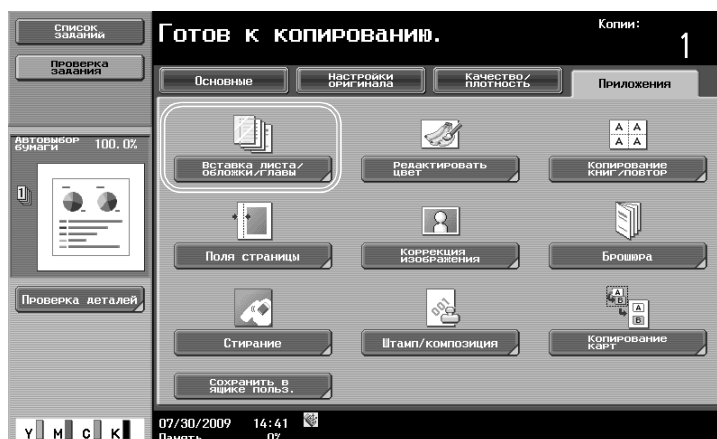 Список
заданий
Готов к копированию.
Копии:
1
Проверка
задания
Основные
Настройки
оригинала
Качество/
плотность
Приложения
Автовыбор
бумаги
100.0%
1
Вставка листа/
обложки/главы
Редактировать
цвет
Копирование
книг/повтор
Поля страницы
Коррекция
изображения
Брошюра
Проверка деталей
Стирание
Штамп/композиция
Копирование
карт
Сохранить в
ящике польз.
07/30/2009 14:41
Память 0%
Y M C K